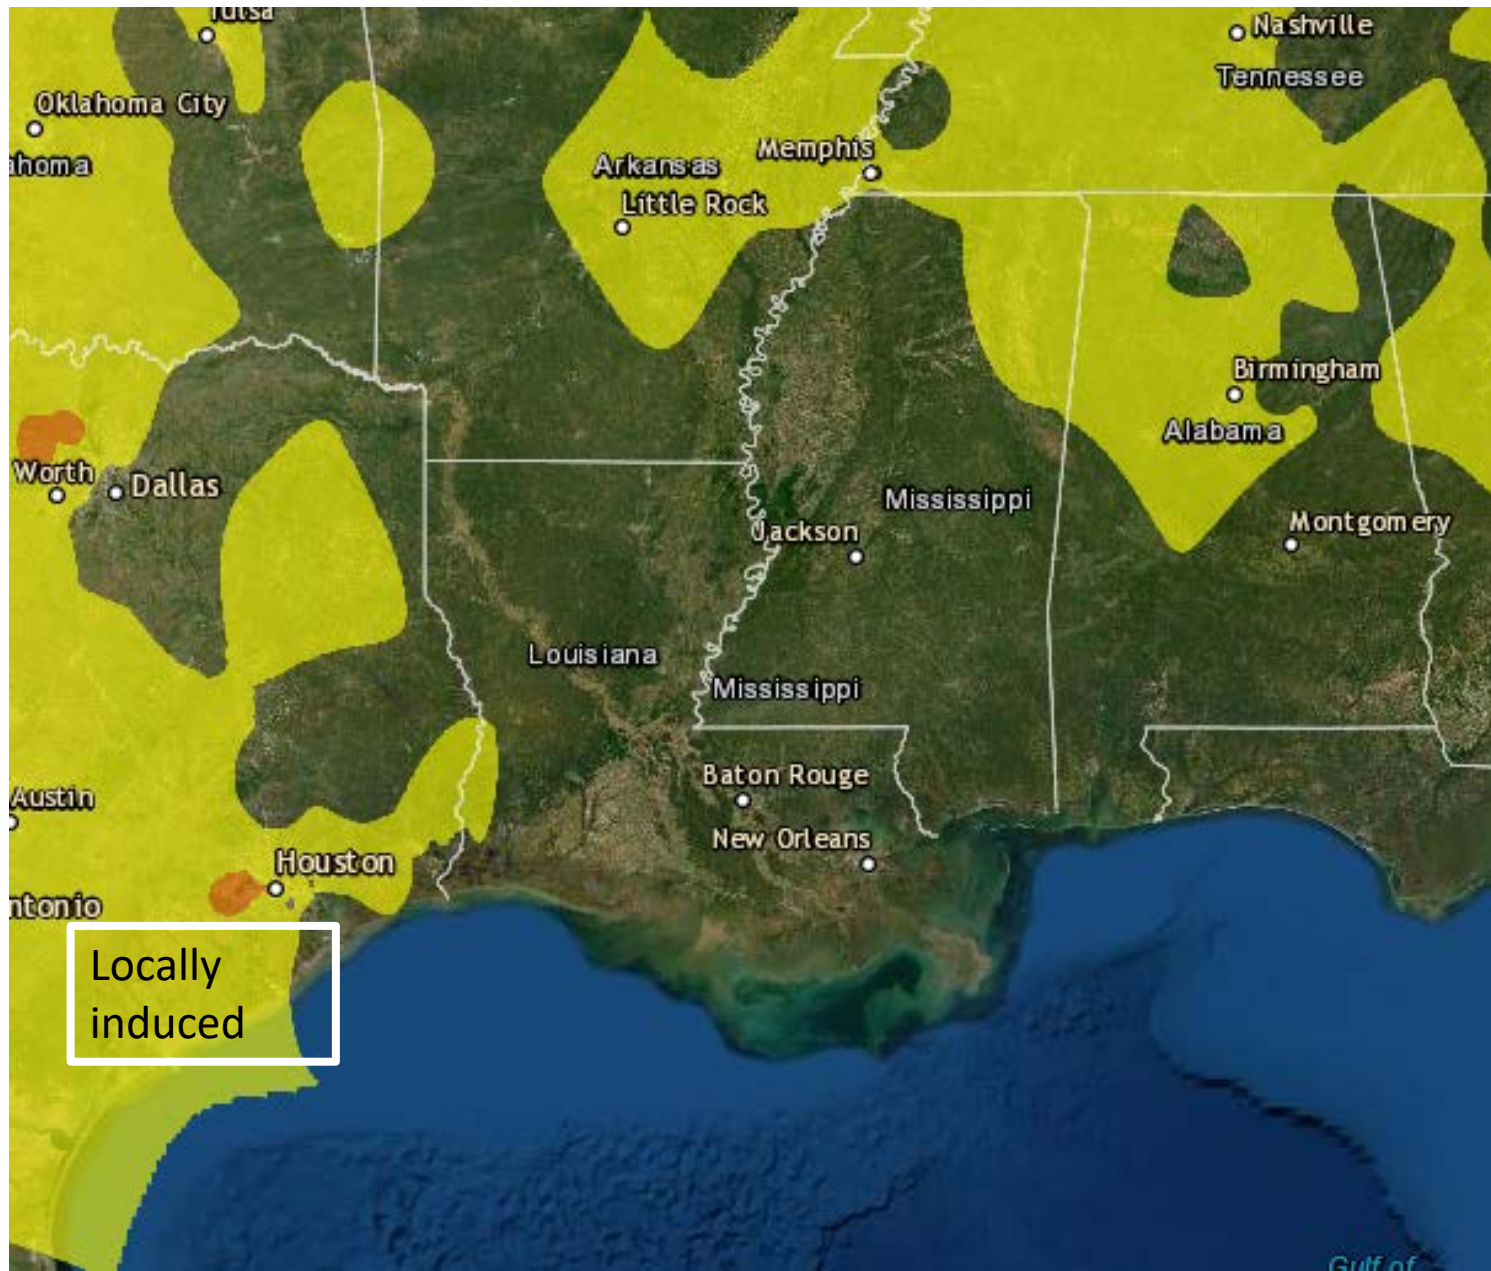 Tulsa
Nashville
Tennessee
Oklahoma City
ahoma
Memphis
Arkansas
Little Rock
Birmingham
Alabama
Worth
Dallas
Mississippi
Jackson
Montgomery
Louisiana
Mississippi
Baton Rouge
Austin
New Orleans
Houston
ntonio
Locally
induced
Gulf of